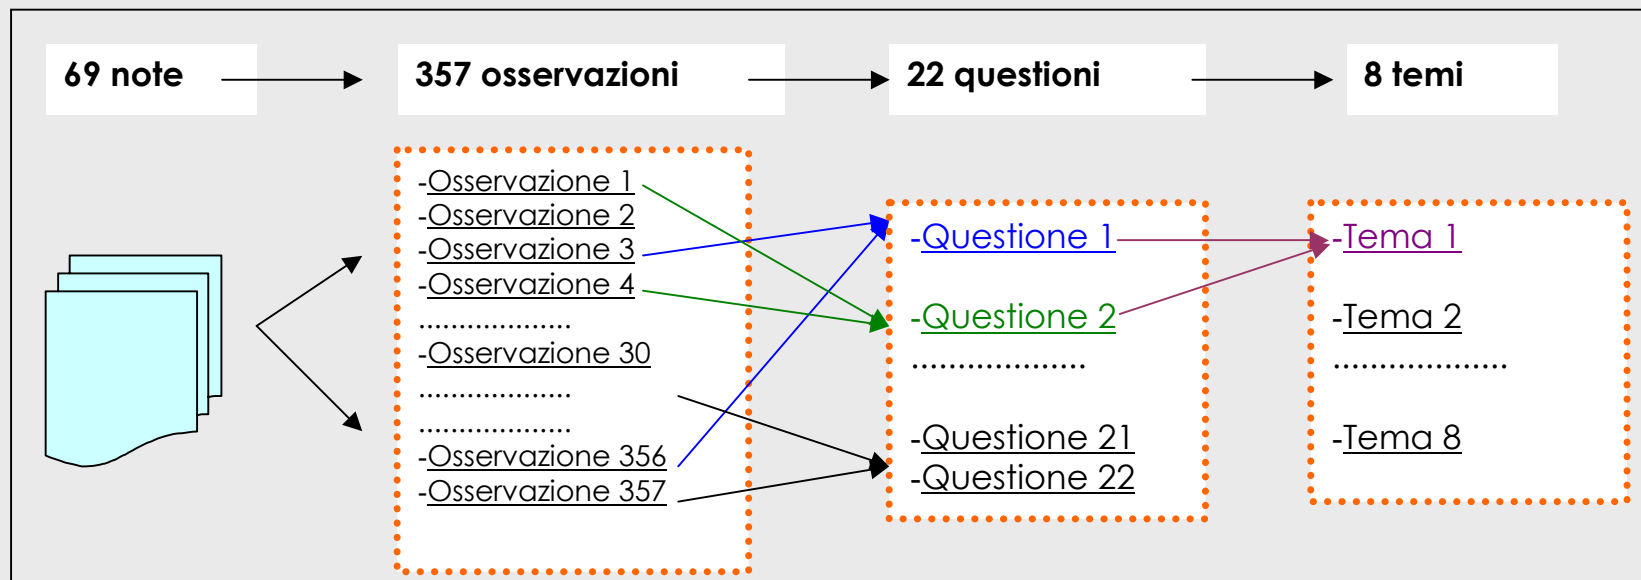 69 note
357 osservazioni
22 questioni
8 temi
-Osservazione 1
-Osservazione 2
-Osservazione 3
-Osservazione 4
...................
-Osservazione 30
...................
...................
-Osservazione 356
-Osservazione 357
-Questione 1
-Questione 2
...................
-Questione 21
-Questione 22
-Tema 1
-Tema 2
...................
-Tema 8